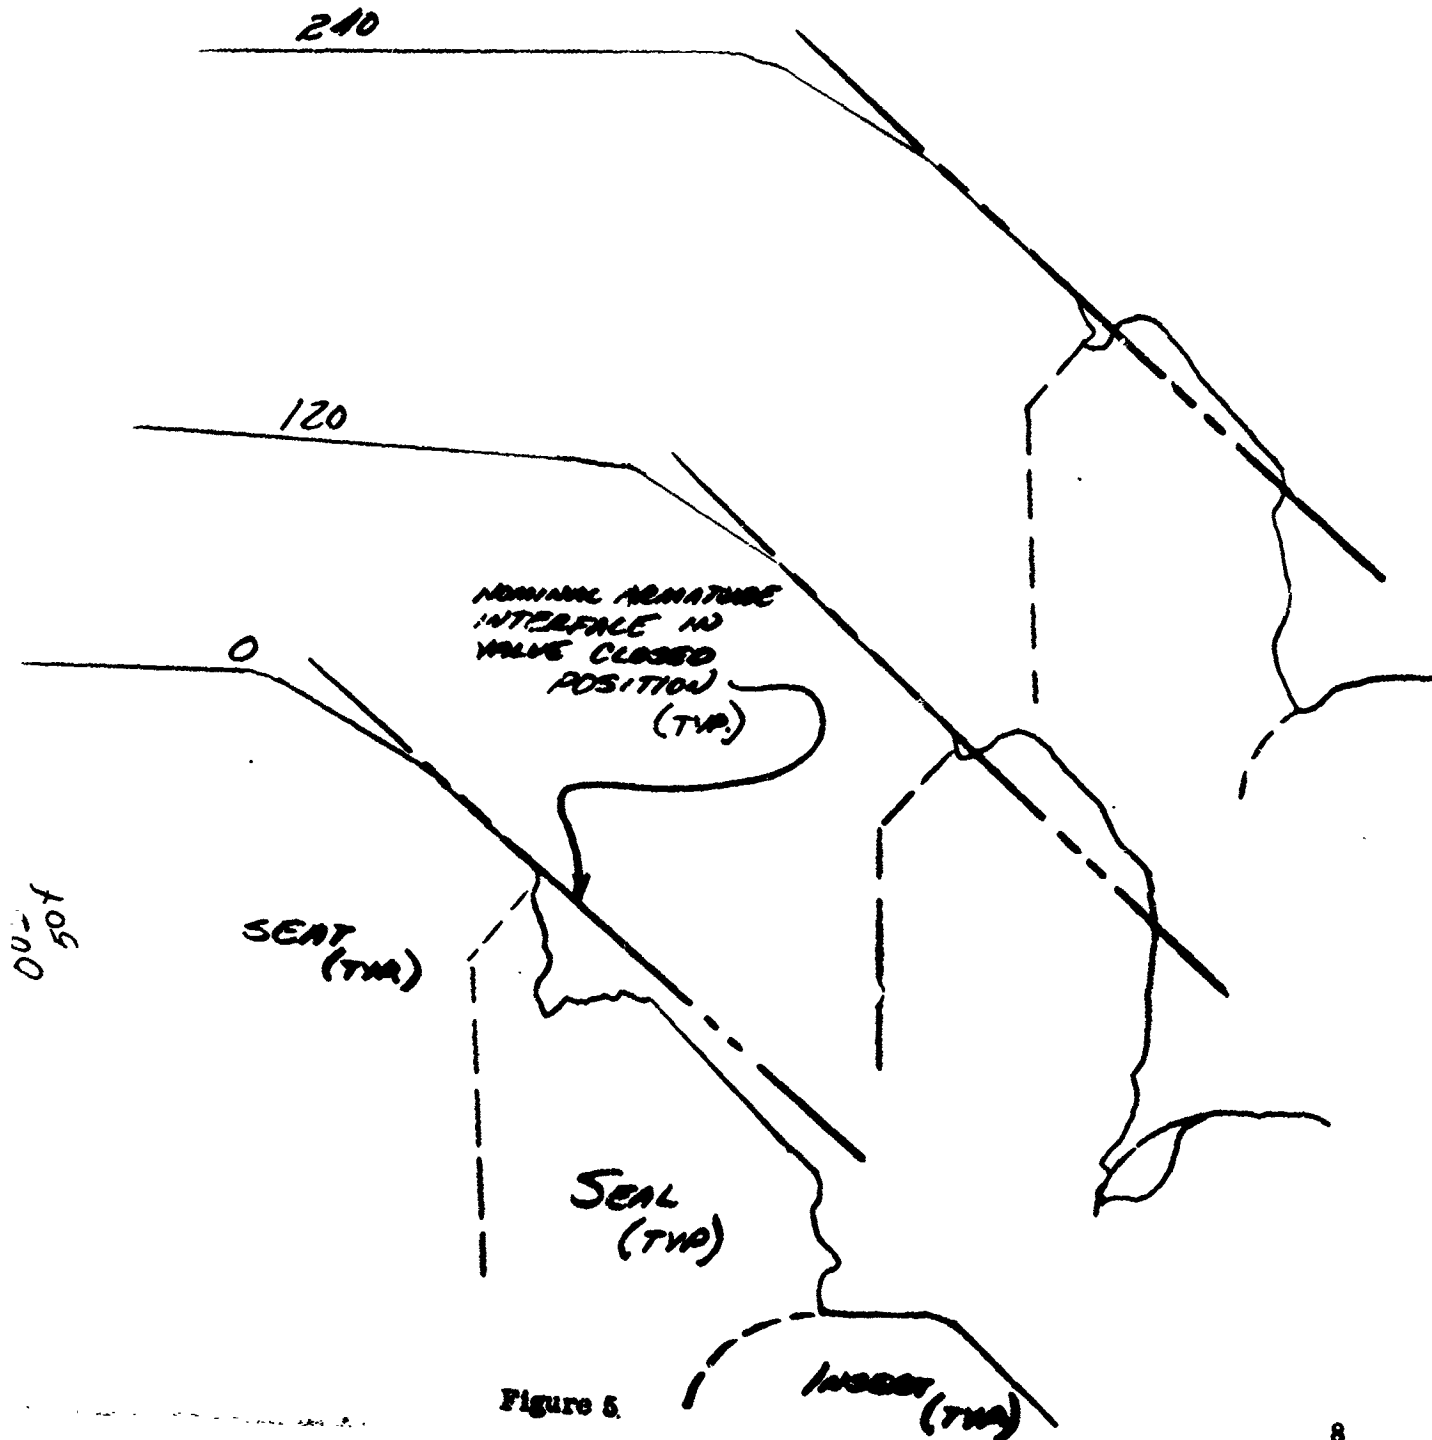 240
120
NOMINAL ARMATURE
INTERFACE IN
VALVE CLOSED
POSITION
(TYP.)
0
SEAT
(TYP.)
SEAL
(TYP)
INSERT
(TYP)
Figure 5.
8